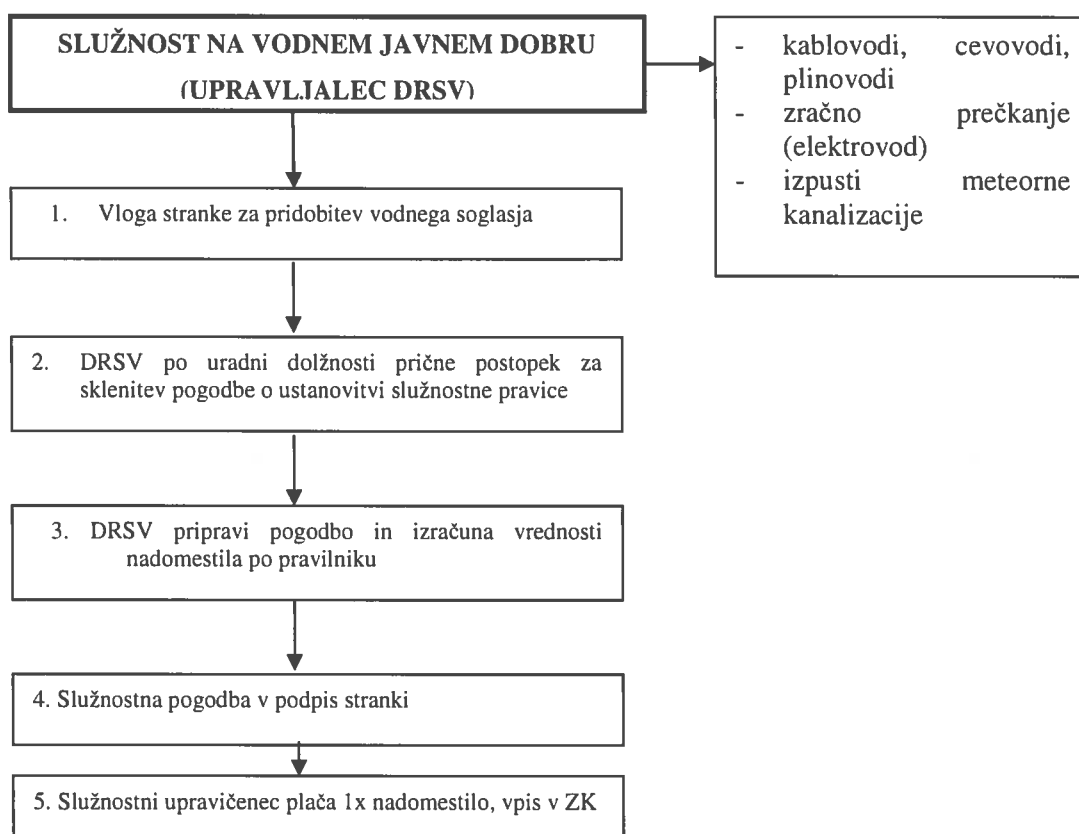 SLUŽNOST NA VODNEM JAVNEM DOBRU
(UPRAVLJALEC DRSV)
- kablovodi, cevovodi,
plinovodi
- zračno prečkanje
(elektrovod)
- izpusti meteorne
kanalizacije
1. Vloga stranke za pridobitev vodnega soglasja
2. DRSV po uradni dolžnosti prične postopek za
sklenitev pogodbe o ustanovitvi služnostne pravice
3. DRSV pripravi pogodbo in izračuna vrednosti
nadomestila po pravilniku
4. Služnostna pogodba v podpis stranki
5. Služnostni upravičenec plača 1x nadomestilo, vpis v ZK